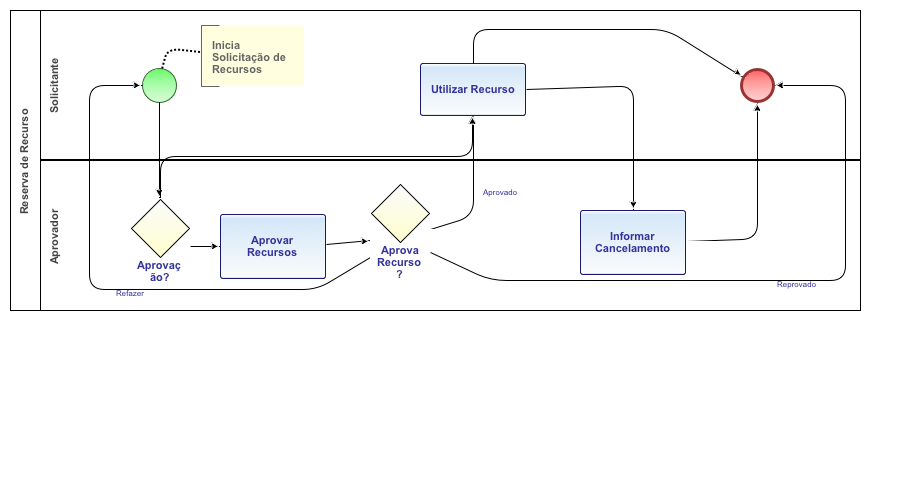 Reserva de Recurso
Solicitante
Inicia
Solicitação de
Recursos
Utilizar Recurso
Aprovador
Aprovaç
ão?
Aprovar
Recursos
Aprova
Recurso
?
Aprovado
Informar
Cancelamento
Refazer
Reprovado